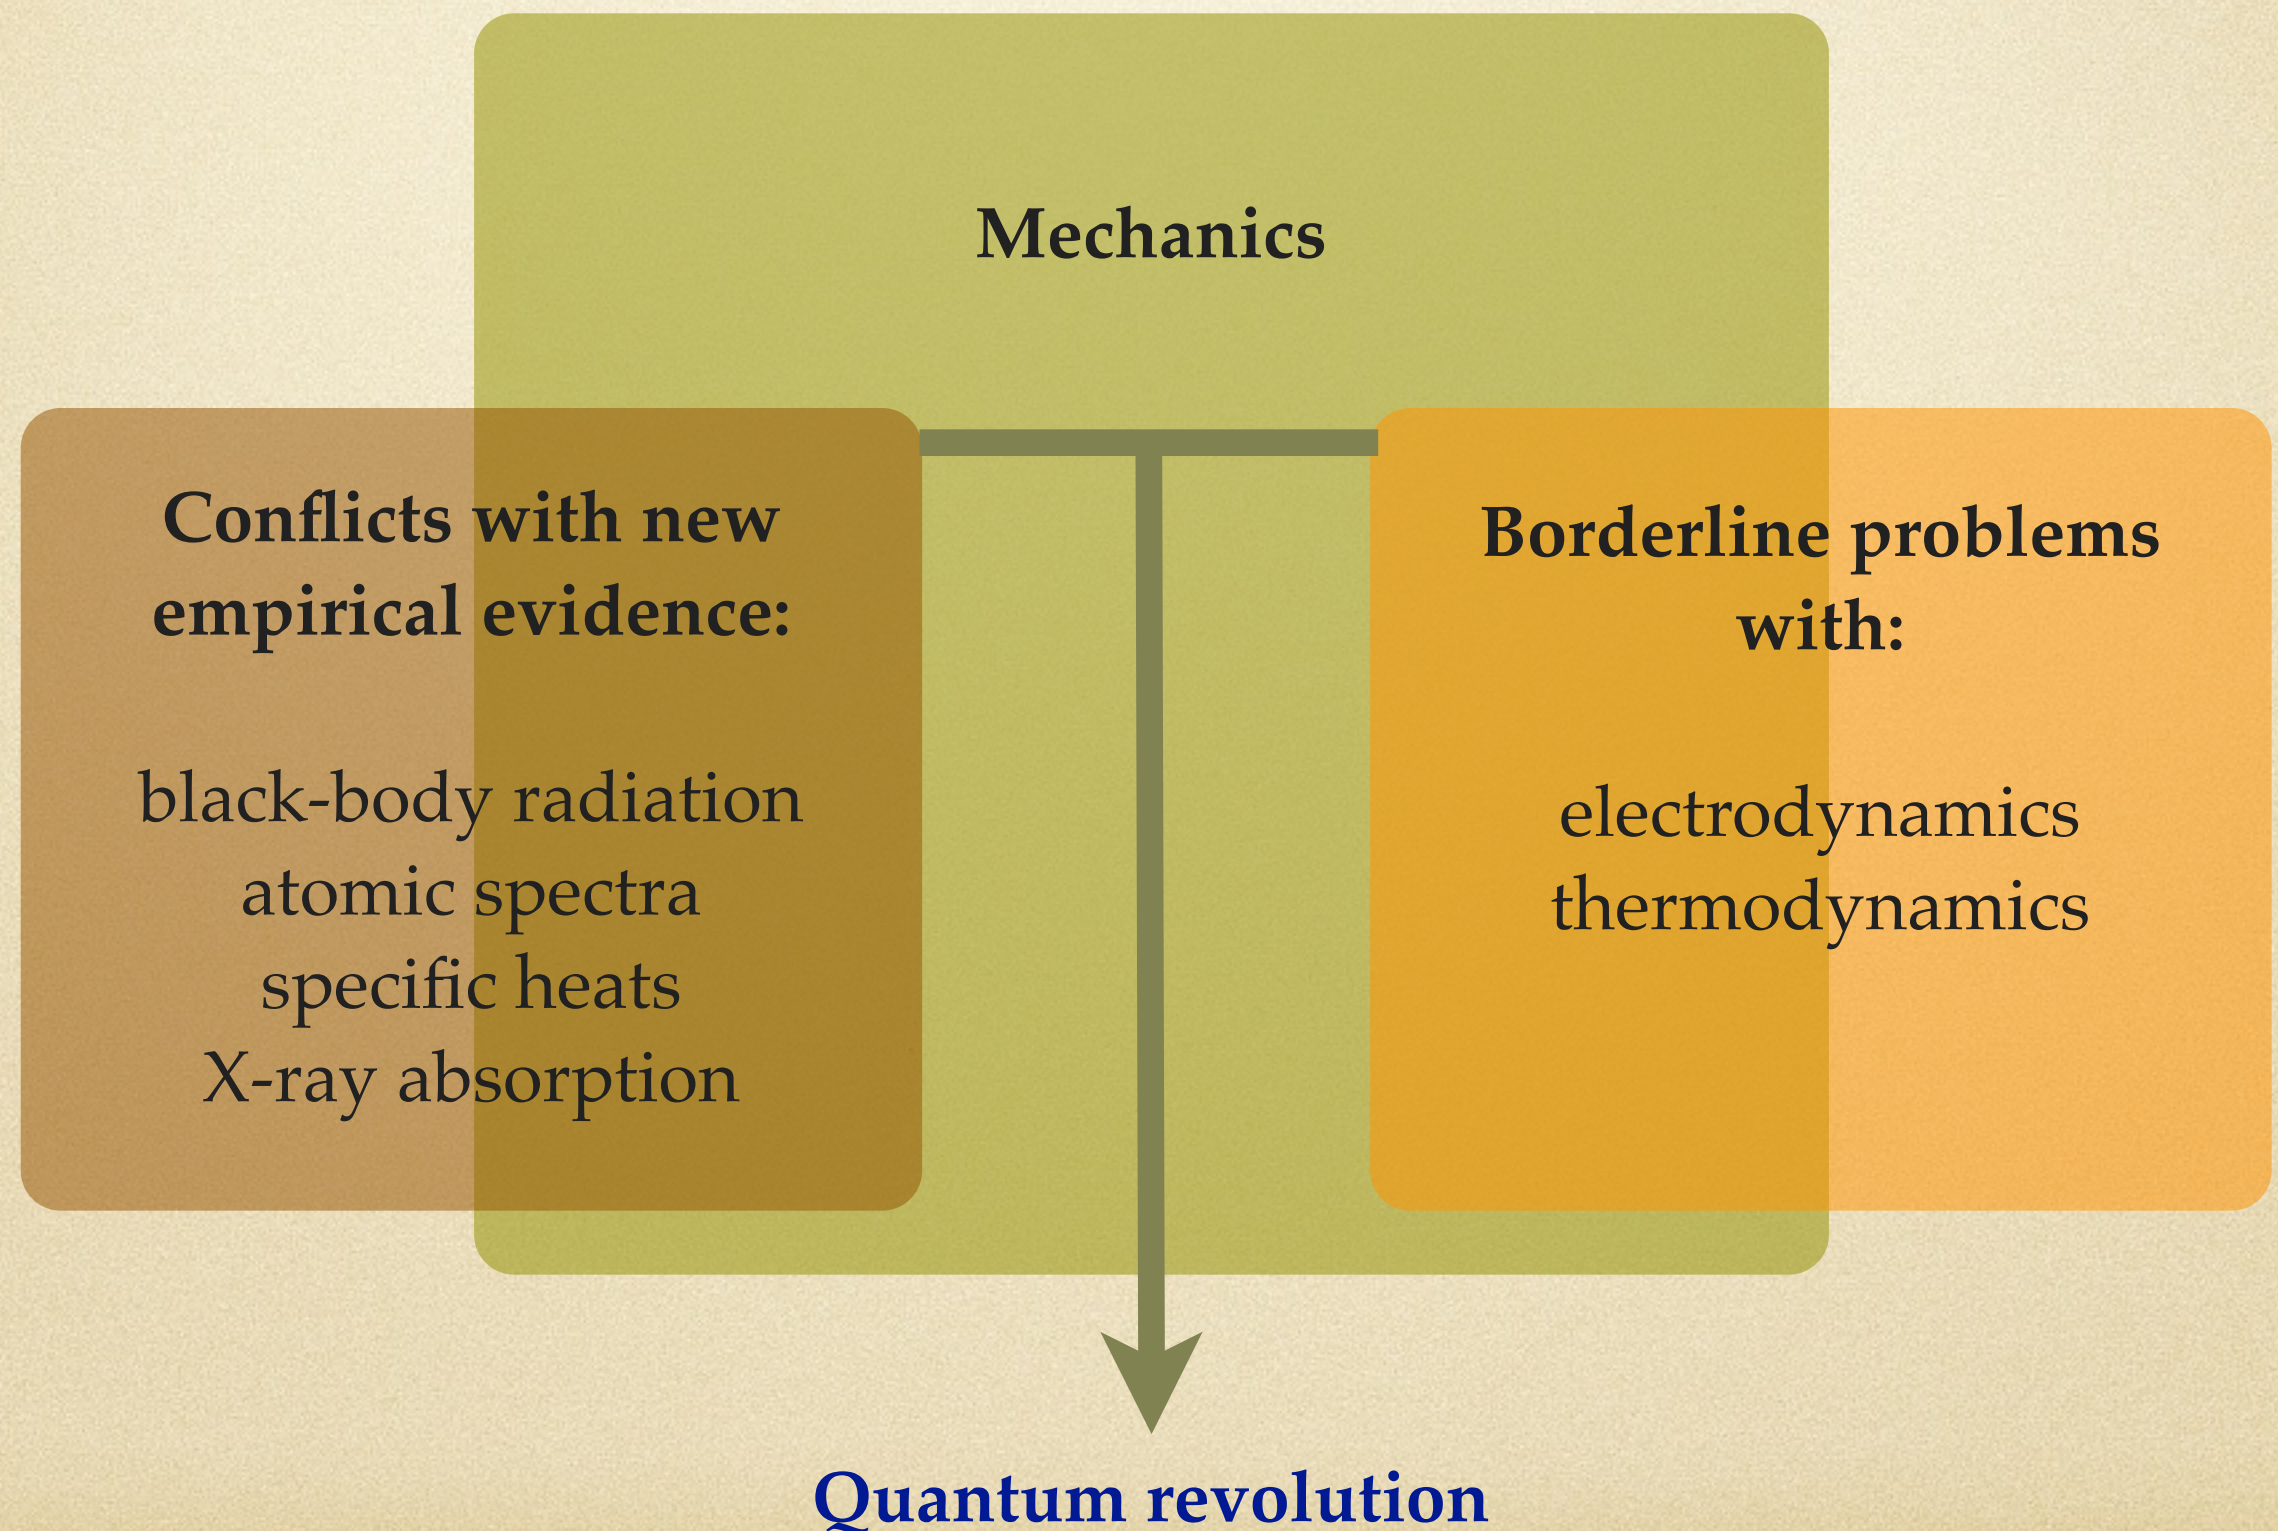 Mechanics
Conflicts with new
empirical evidence:
black-body radiation
atomic spectra
specific heats
X-ray absorption
Borderline problems
with:
electrodynamics
thermodynamics
Quantum revolution